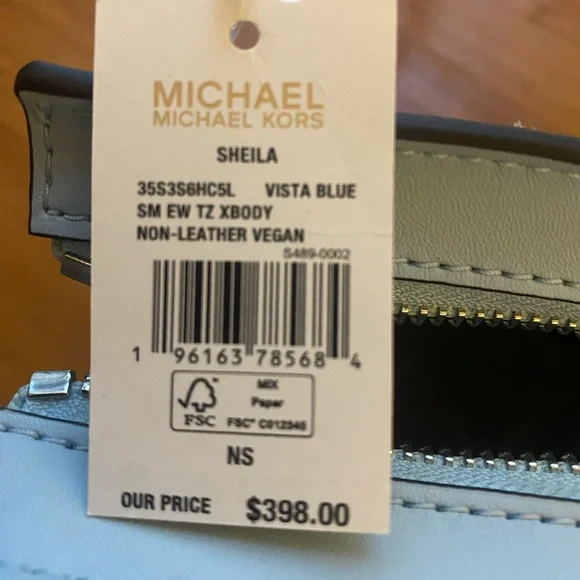 MICHAEL
MICHAEL KORS
SHEILA
35S3S6HC5L VISTA BLUE
SM EW TZ XBODY
NON-LEATHER VEGAN
S489-0002
1 96163 78568 4
MIX
Paper
FSC
FSC® C012345
NS
OUR PRICE $398.00